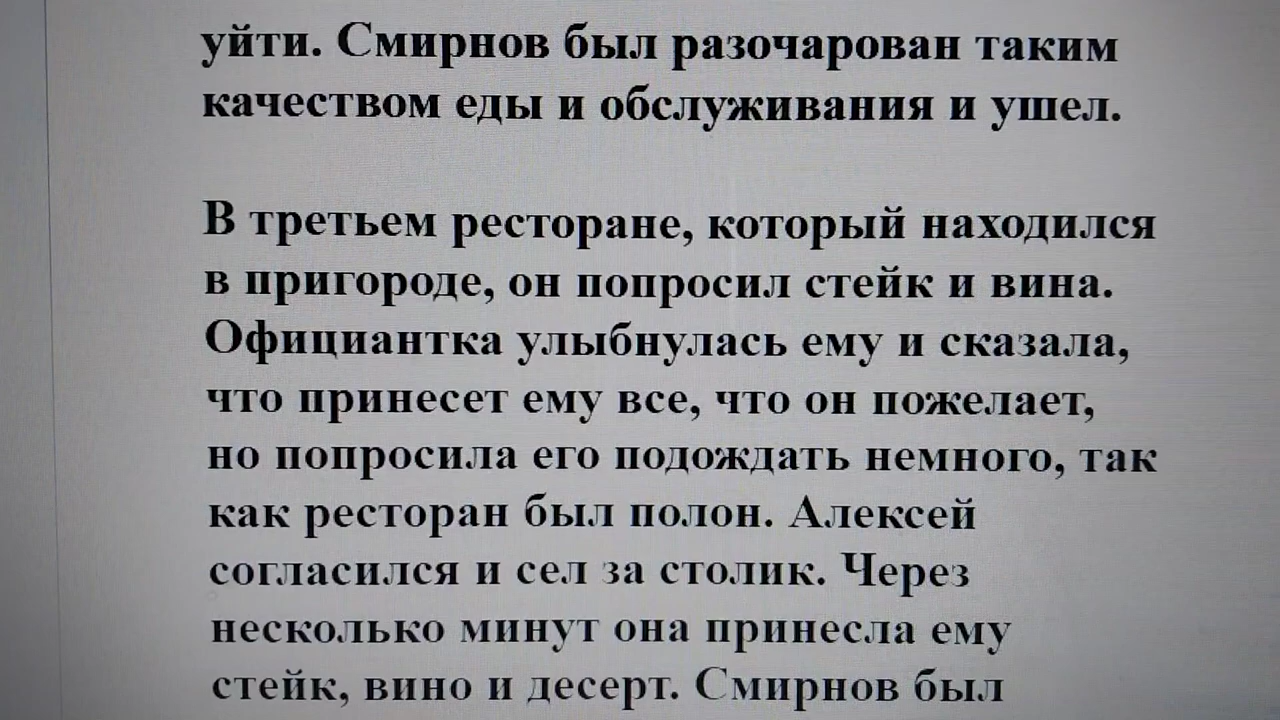 уйти. Смирнов был разочарован таким
качеством еды и обслуживания и ушел.
В третьем ресторане, который находился
в пригороде, он попросил стейк и вина.
Официантка улыбнулась ему и сказала,
что принесет ему все, что он пожелает,
но попросила его подождать немного, так
как ресторан был полон. Алексей
согласился и сел за столик. Через
несколько минут она принесла ему
стейк, вино и десерт. Смирнов был